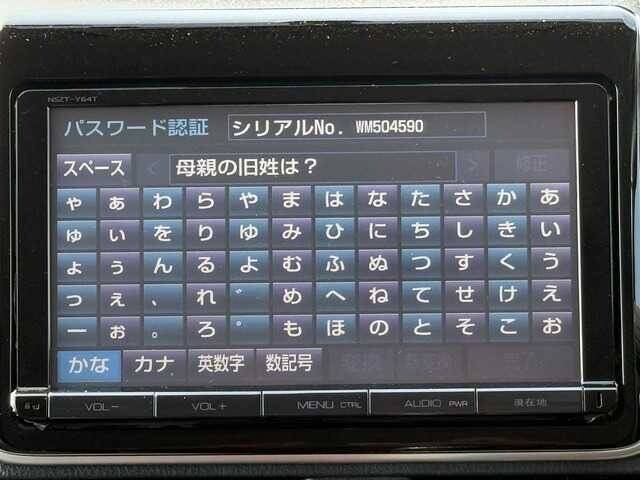 NSZT-Y64T
パスワード認証 シリアルNo. WM504590
スペース < 母親の旧姓は？ > 修正
ゃ ぁ わ ら や ま は な た さ か あ
ゅ ぃ を り ゆ み ひ に ち し き い
ょ ぅ ん る よ む ふ ぬ つ す く う
っ ぇ 、 れ ゛ め へ ね て せ け え
ー ぉ 。 ろ ゜ も ほ の と そ こ お
かな カナ 英数字 数記号
VOL− VOL+ MENU CTRL AUDIO PWR 現在地